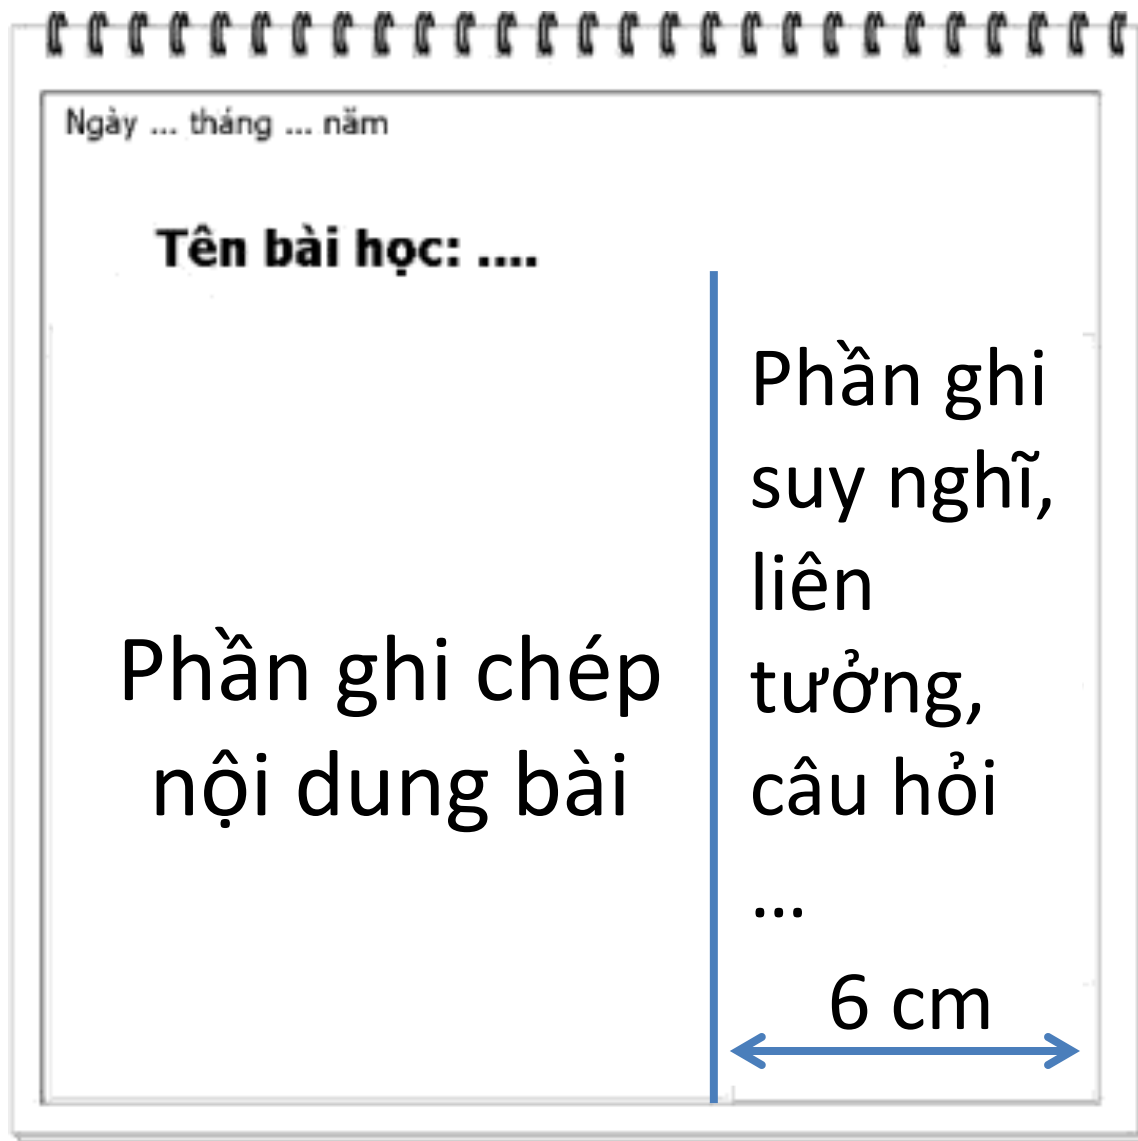 Ngày ... tháng ... năm
Tên bài học: ....
Phần ghi chép
nội dung bài
Phần ghi
suy nghĩ,
liên
tưởng,
câu hỏi
...
6 cm